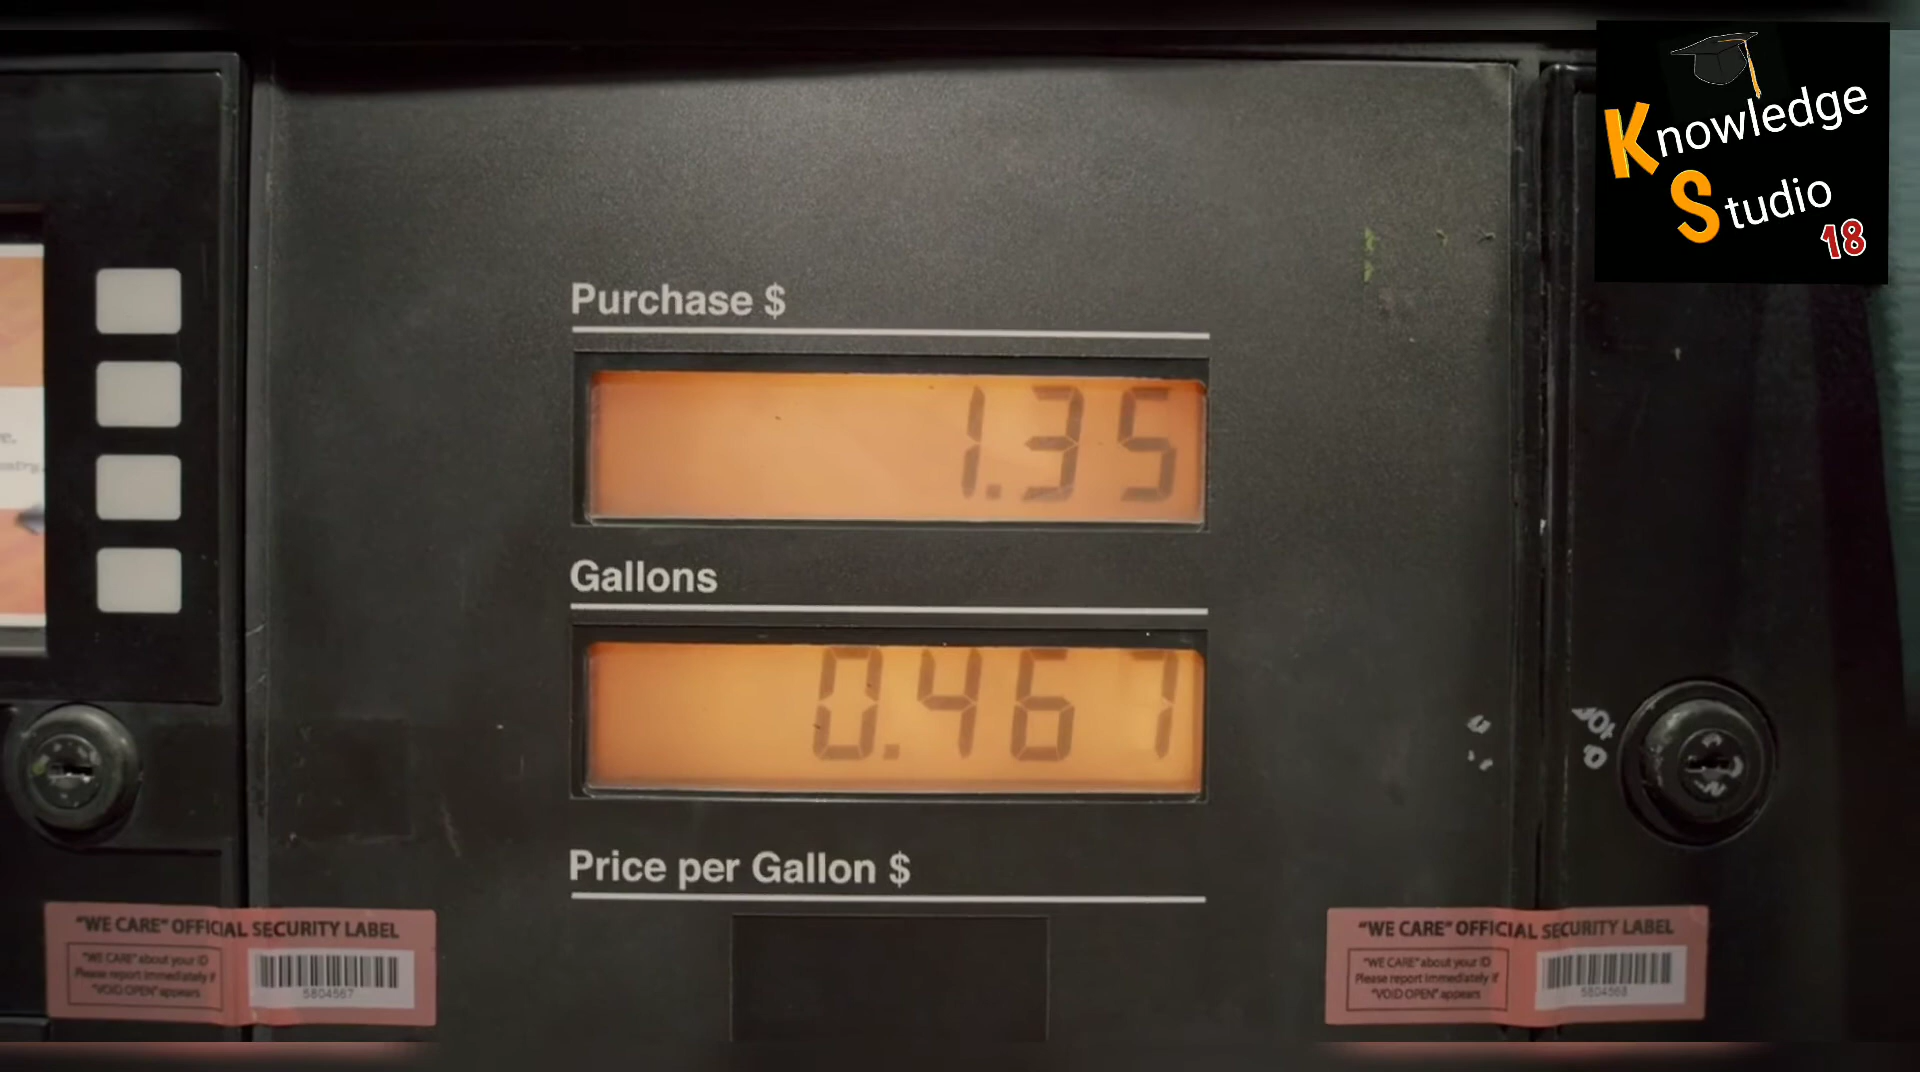 Knowledge
Studio
18
Purchase $
1.35
Gallons
0.467
Price per Gallon $
"WE CARE" OFFICIAL SECURITY LABEL
"WE CARE" about your ID
Please report immediately if
"VOID OPEN" appears
5804567
"WE CARE" OFFICIAL SECURITY LABEL
"WE CARE" about your ID
Please report immediately if
"VOID OPEN" appears
5804568